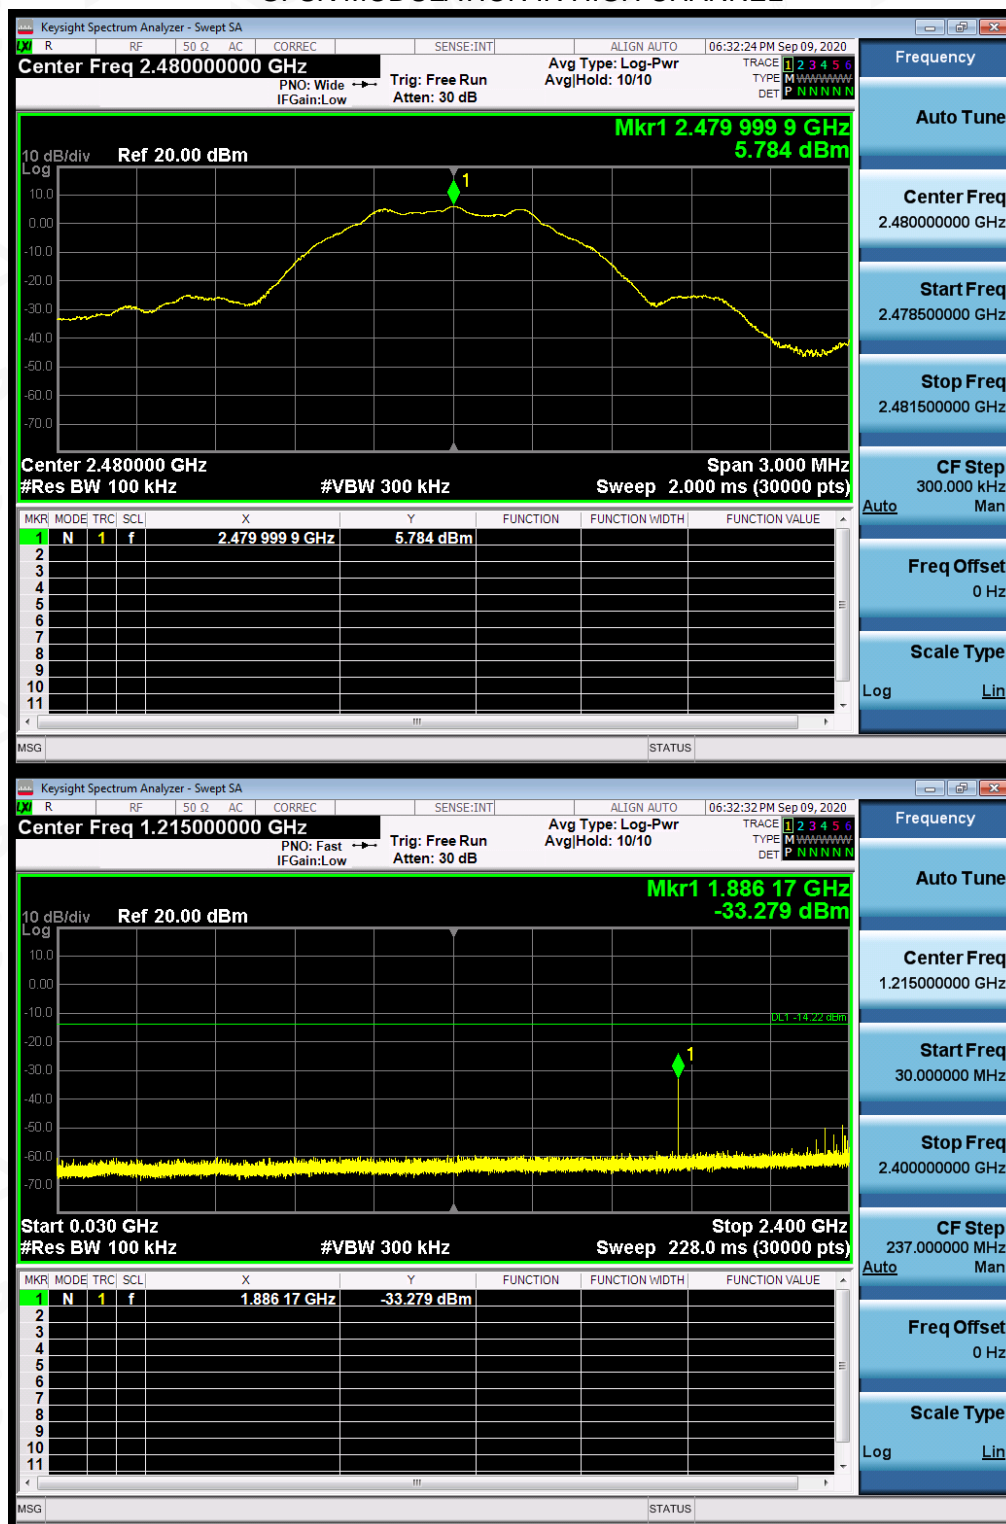 GFSK MODULATION IN HIGH CHANNEL
Keysight Spectrum Analyzer - Swept SA
LXI R RF 50 Ω AC CORREC SENSE:INT ALIGN AUTO 06:32:24 PM Sep 09, 2020
Center Freq 2.480000000 GHz
PNO: Wide
IFGain:Low
Trig: Free Run
Atten: 30 dB
Avg Type: Log-Pwr
Avg|Hold: 10/10
TRACE 1 2 3 4 5 6
TYPE M WWWWW
DET P N N N N N
Mkr1 2.479 999 9 GHz
5.784 dBm
10 dB/div Ref 20.00 dBm
Log
10.0
0.00
-10.0
-20.0
-30.0
-40.0
-50.0
-60.0
-70.0
1
Center 2.480000 GHz Span 3.000 MHz
#Res BW 100 kHz #VBW 300 kHz Sweep 2.000 ms (30000 pts)
MKR MODE TRC SCL X Y FUNCTION FUNCTION WIDTH FUNCTION VALUE
1 N 1 f 2.479 999 9 GHz 5.784 dBm
2
3
4
5
6
7
8
9
10
11
MSG STATUS
Frequency
Auto Tune
Center Freq
2.480000000 GHz
Start Freq
2.478500000 GHz
Stop Freq
2.481500000 GHz
CF Step
300.000 kHz
Auto Man
Freq Offset
0 Hz
Scale Type
Log Lin
Keysight Spectrum Analyzer - Swept SA
LXI R RF 50 Ω AC CORREC SENSE:INT ALIGN AUTO 06:32:32 PM Sep 09, 2020
Center Freq 1.215000000 GHz
PNO: Fast
IFGain:Low
Trig: Free Run
Atten: 30 dB
Avg Type: Log-Pwr
Avg|Hold: 10/10
TRACE 1 2 3 4 5 6
TYPE M WWWWW
DET P N N N N N
Mkr1 1.886 17 GHz
-33.279 dBm
10 dB/div Ref 20.00 dBm
Log
10.0
0.00
-10.0
-20.0
-30.0
-40.0
-50.0
-60.0
-70.0
DL1 -14.22 dBm
1
Start 0.030 GHz Stop 2.400 GHz
#Res BW 100 kHz #VBW 300 kHz Sweep 228.0 ms (30000 pts)
MKR MODE TRC SCL X Y FUNCTION FUNCTION WIDTH FUNCTION VALUE
1 N 1 f 1.886 17 GHz -33.279 dBm
2
3
4
5
6
7
8
9
10
11
MSG STATUS
Frequency
Auto Tune
Center Freq
1.215000000 GHz
Start Freq
30.000000 MHz
Stop Freq
2.400000000 GHz
CF Step
237.000000 MHz
Auto Man
Freq Offset
0 Hz
Scale Type
Log Lin